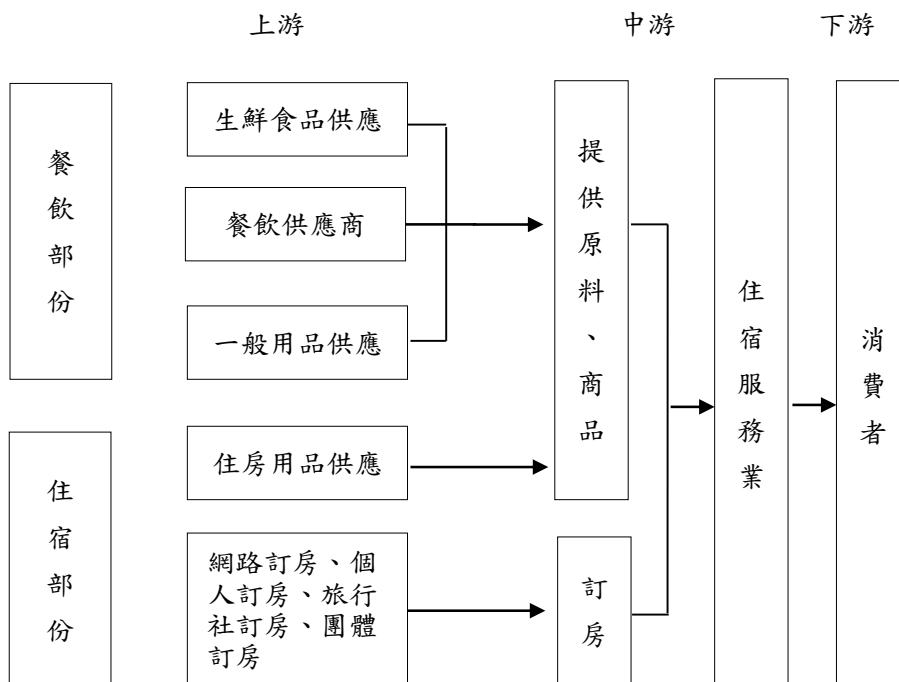 上游 中游 下游
餐飲部份
生鮮食品供應
餐飲供應商
一般用品供應
提供原料、商品
住宿服務業
消費者
住宿部份
住房用品供應
網路訂房、個
人訂房、旅行
社訂房、團體
訂房
訂房